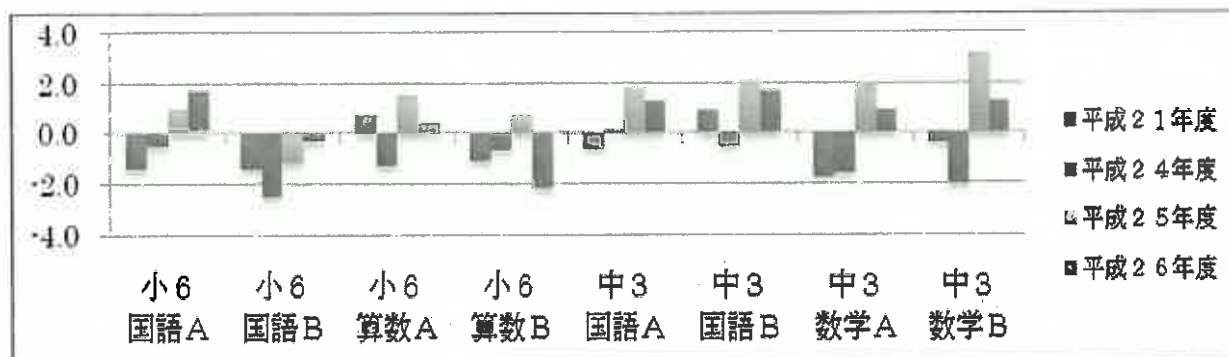 4.0
2.0
0.0
-2.0
-4.0
小6
国語A
小6
国語B
小6
算数A
小6
算数B
中3
国語A
中3
国語B
中3
数学A
中3
数学B
■平成21年度
■平成24年度
■平成25年度
■平成26年度